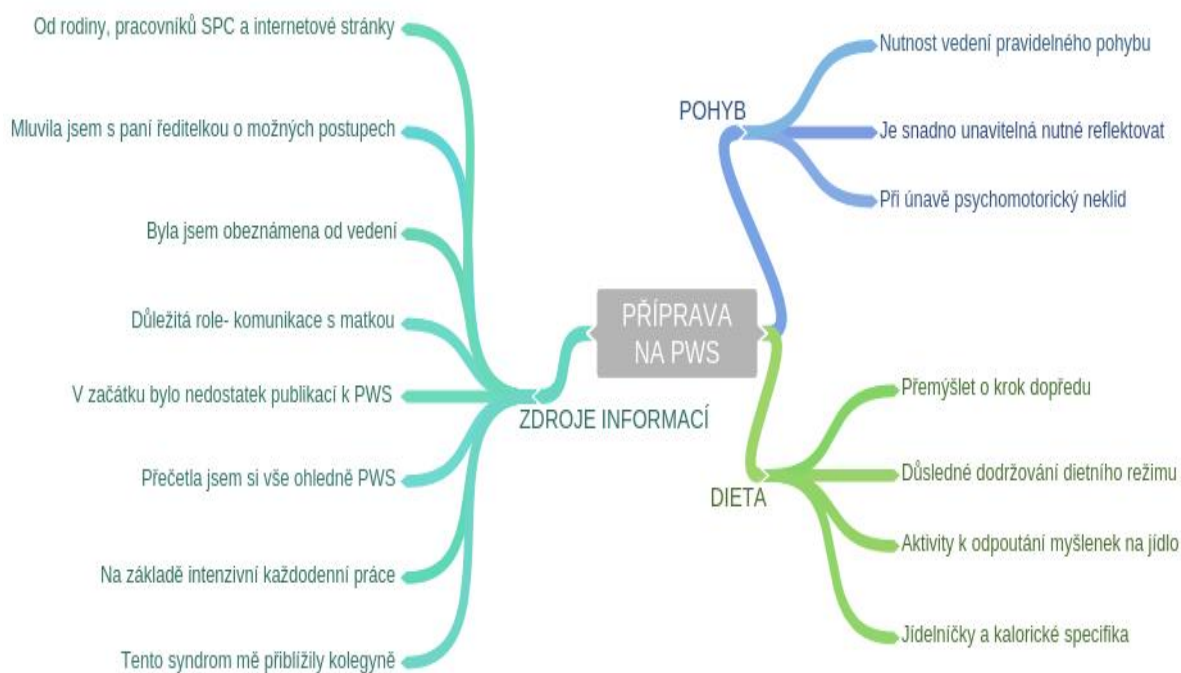 Od rodiny, pracovníků SPC a internetové stránky
Mluvila jsem s paní ředitelkou o možných postupech
Byla jsem obeznámena od vedení
Důležitá role- komunikace s matkou
V začátku bylo nedostatek publikací k PWS
Přečetla jsem si vše ohledně PWS
Na základě intenzivní každodenní práce
Tento syndrom mě přiblížily kolegyně
ZDROJE INFORMACÍ
PŘÍPRAVA
NA PWS
POHYB
Nutnost vedení pravidelného pohybu
Je snadno unavitelná nutné reflektovat
Při únavě psychomotorický neklid
DIETA
Přemýšlet o krok dopředu
Důsledné dodržování dietního režimu
Aktivity k odpoutání myšlenek na jídlo
Jídelníčky a kalorické specifika